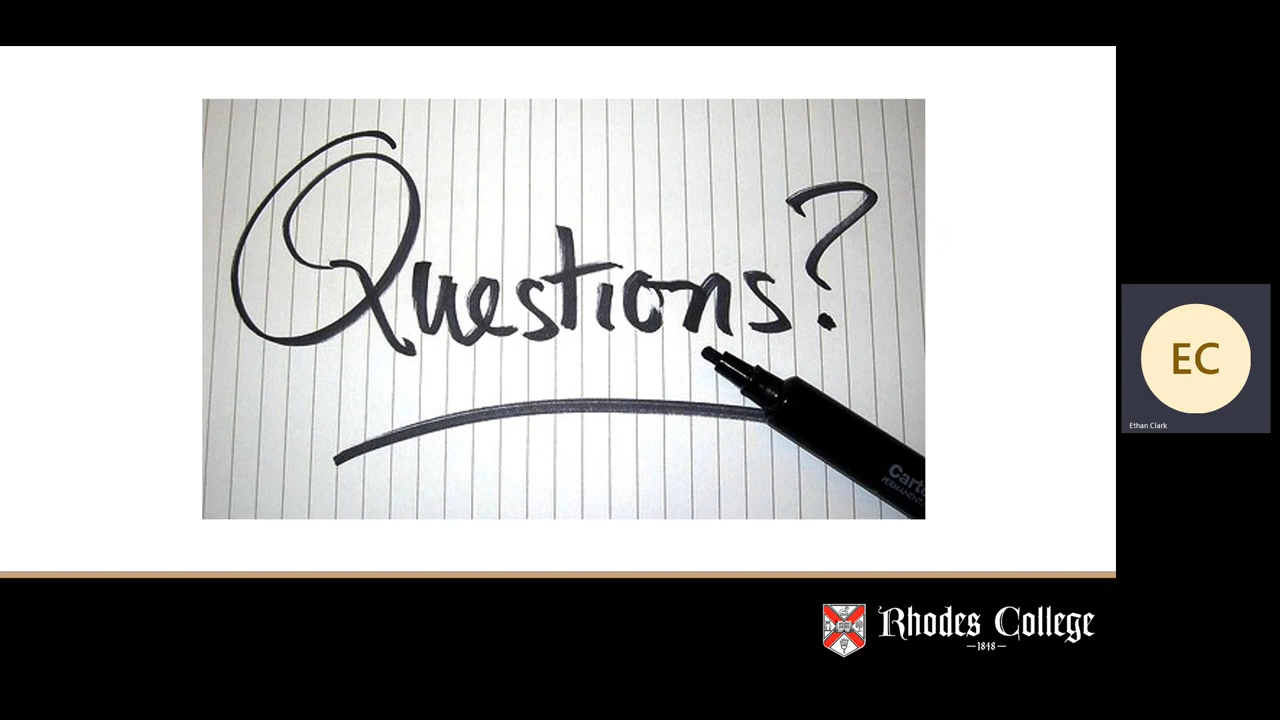 Questions?
EC
Ethan Clark
Rhodes College
—1848—